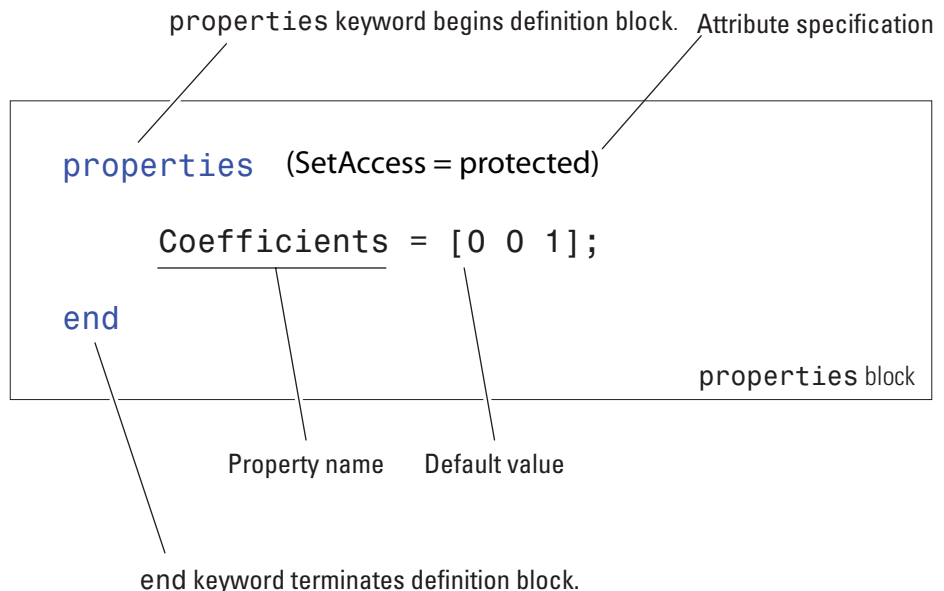 properties keyword begins definition block. Attribute specification
properties (SetAccess = protected)
Coefficients = [0 0 1];
end
properties block
Property name Default value
end keyword terminates definition block.